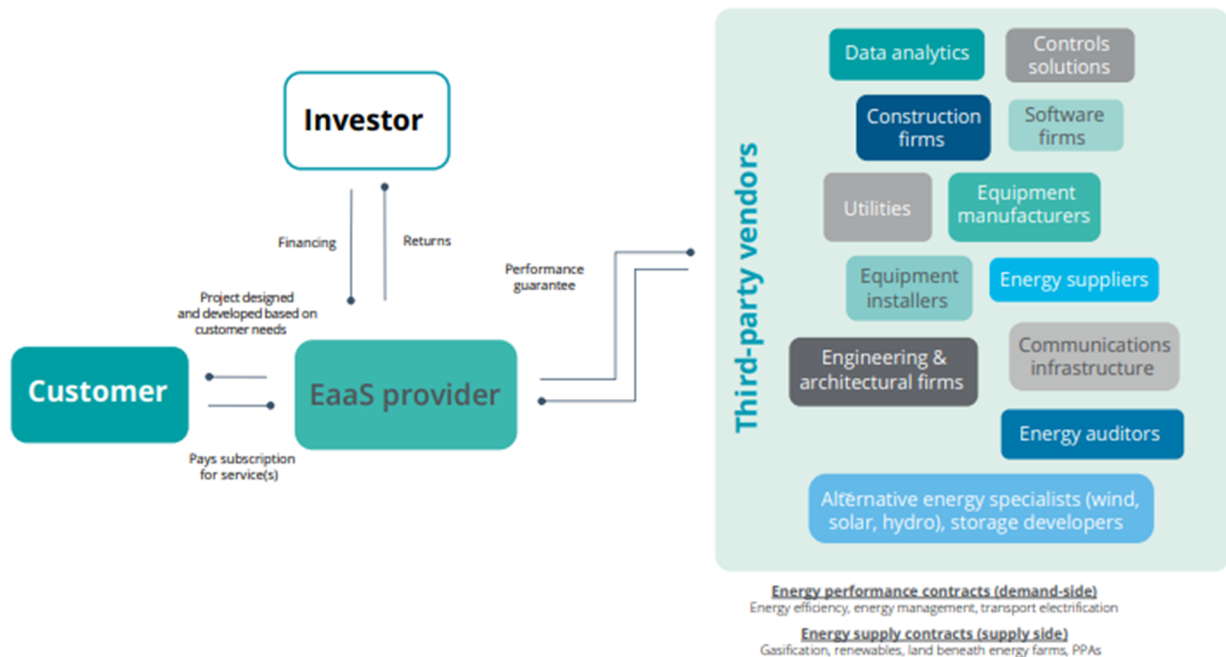 Investor
Financing
Returns
Project designed
and developed based on
customer needs
Customer
EaaS provider
Pays subscription
for service(s)
Performance
guarantee
Third-party vendors
Data analytics
Controls
solutions
Construction
firms
Software
firms
Utilities
Equipment
manufacturers
Equipment
installers
Energy suppliers
Engineering &
architectural firms
Communications
infrastructure
Energy auditors
Alternative energy specialists (wind,
solar, hydro), storage developers
Energy performance contracts (demand-side)
Energy efficiency, energy management, transport electrification
Energy supply contracts (supply side)
Gasification, renewables, land beneath energy farms, PPAs